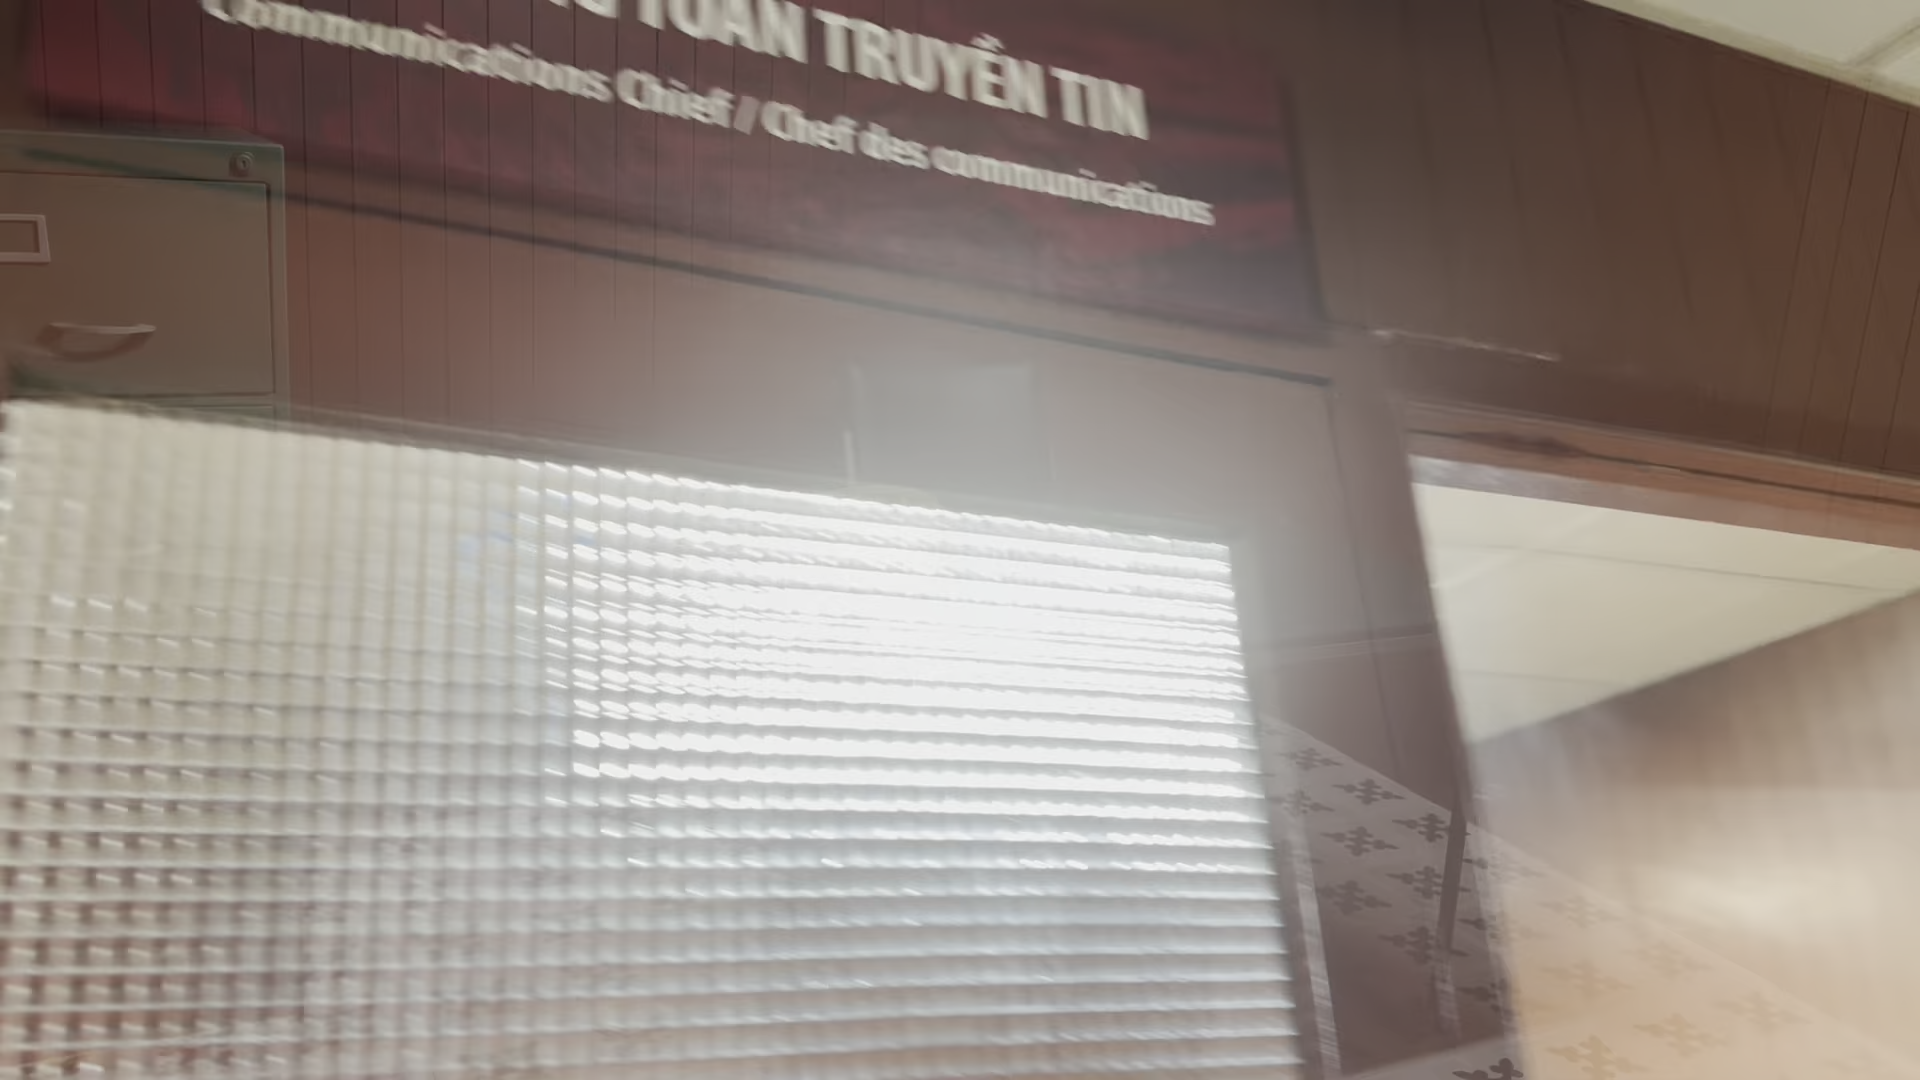 TOÁN TRUYỀN TIN
Communications Chief / Chef des communications